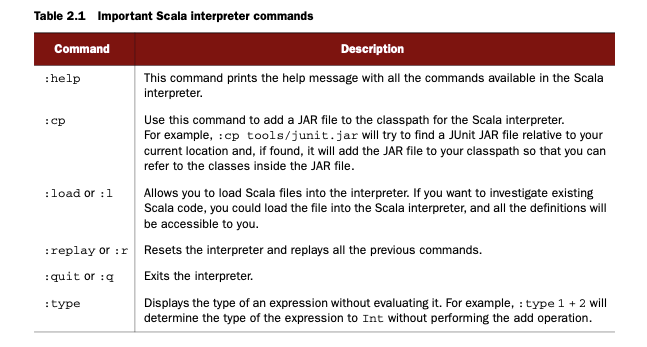 Table 2.1 Important Scala interpreter commands
Command Description
:help This command prints the help message with all the commands available in the Scala
interpreter.
:cp Use this command to add a JAR file to the classpath for the Scala interpreter.
For example, :cp tools/junit.jar will try to find a JUnit JAR file relative to your
current location and, if found, it will add the JAR file to your classpath so that you can
refer to the classes inside the JAR file.
:load or :l Allows you to load Scala files into the interpreter. If you want to investigate existing
Scala code, you could load the file into the Scala interpreter, and all the definitions will
be accessible to you.
:replay or :r Resets the interpreter and replays all the previous commands.
:quit or :q Exits the interpreter.
:type Displays the type of an expression without evaluating it. For example, :type 1 + 2 will
determine the type of the expression to Int without performing the add operation.